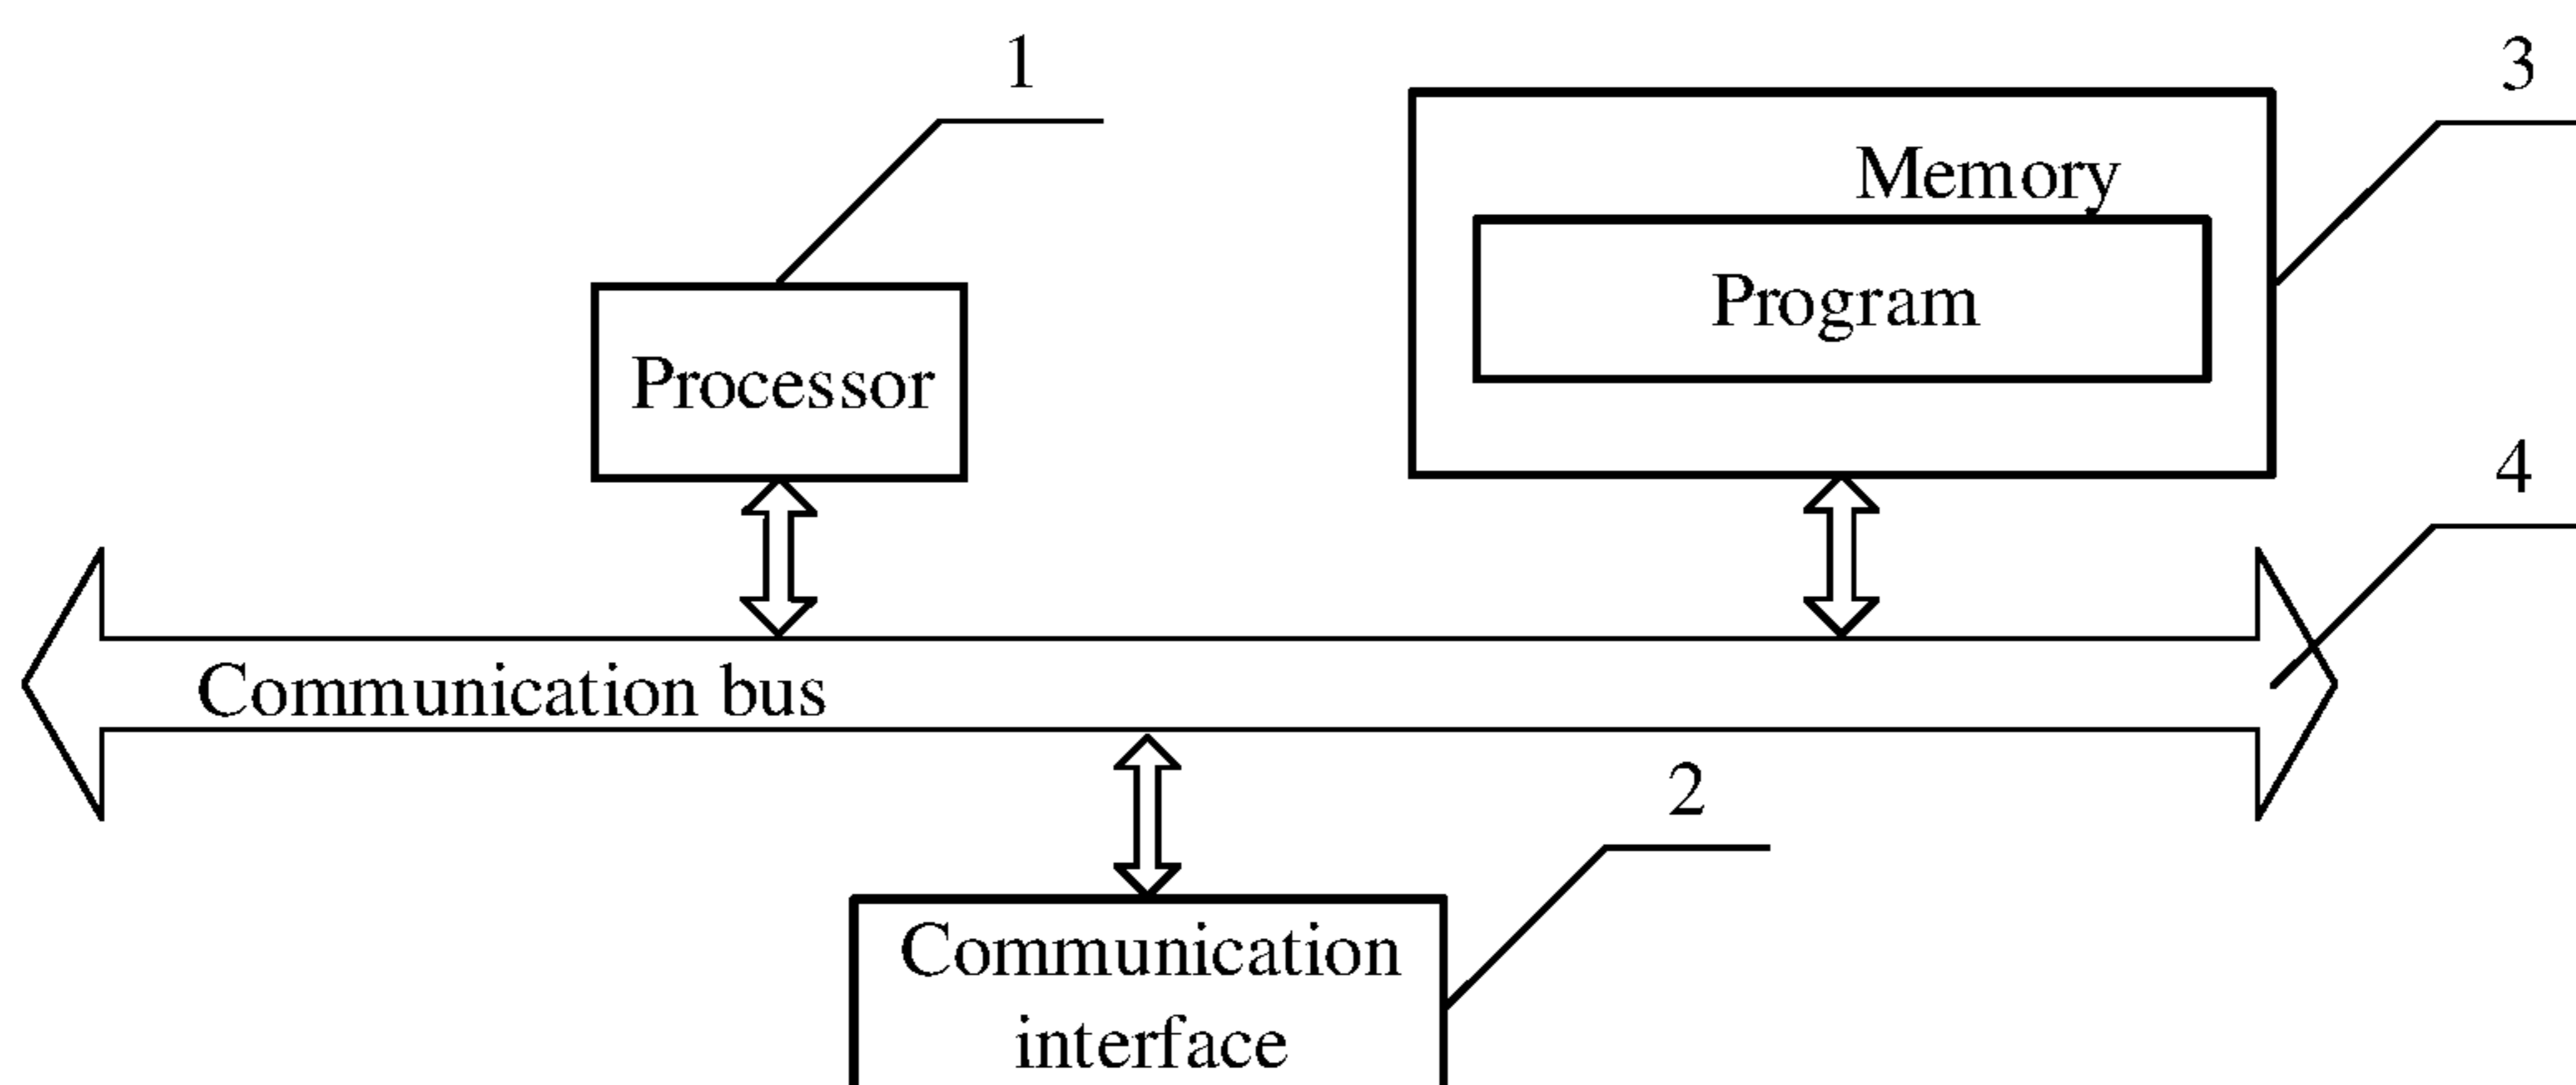 1
3
Memory
Program
Processor
4
Communication bus
2
Communication
interface